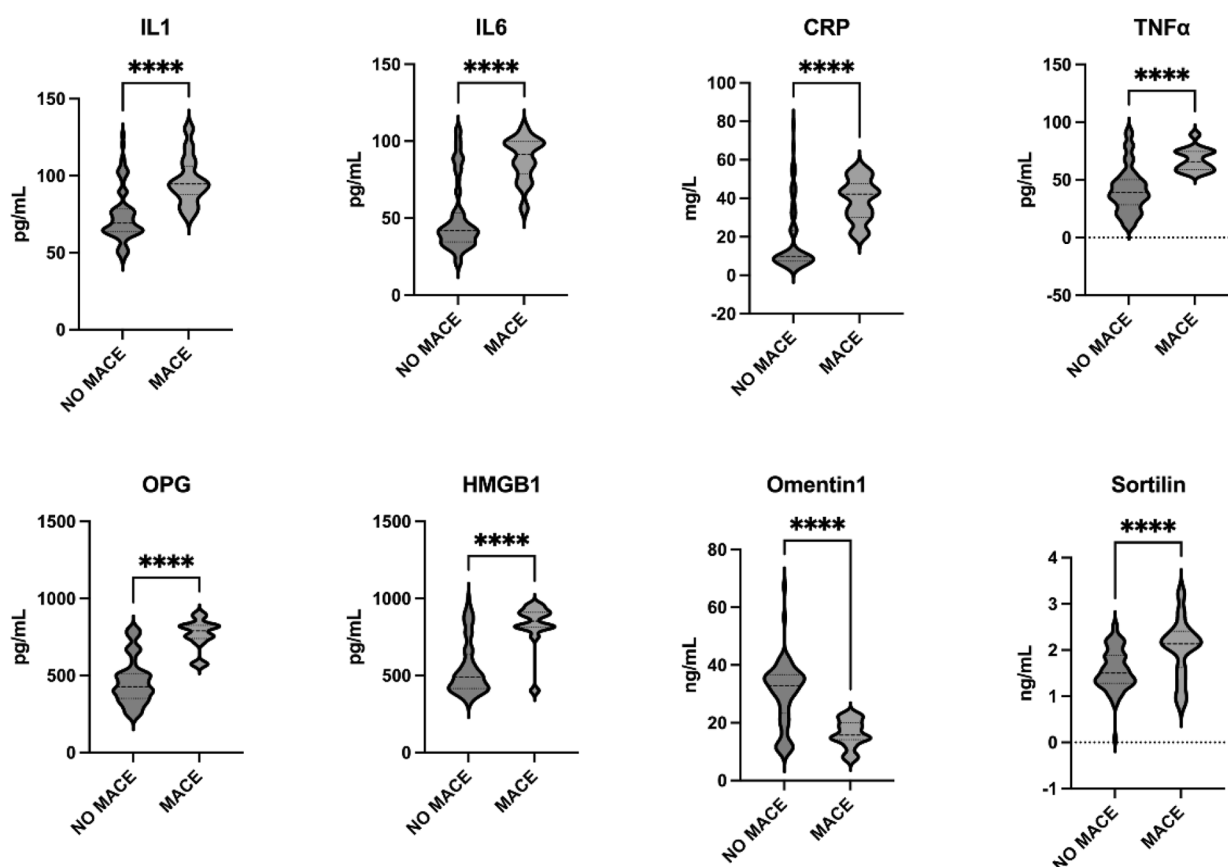 IL1
****
pg/mL
150
100
50
0
NO MACE
MACE
IL6
****
pg/mL
150
100
50
0
NO MACE
MACE
CRP
****
mg/L
100
80
60
40
20
0
-20
NO MACE
MACE
TNFα
****
pg/mL
150
100
50
0
-50
NO MACE
MACE
OPG
****
pg/mL
1500
1000
500
0
NO MACE
MACE
HMGB1
****
pg/mL
1500
1000
500
0
NO MACE
MACE
Omentin1
****
ng/mL
80
60
40
20
0
NO MACE
MACE
Sortilin
****
ng/mL
4
3
2
1
0
-1
NO MACE
MACE